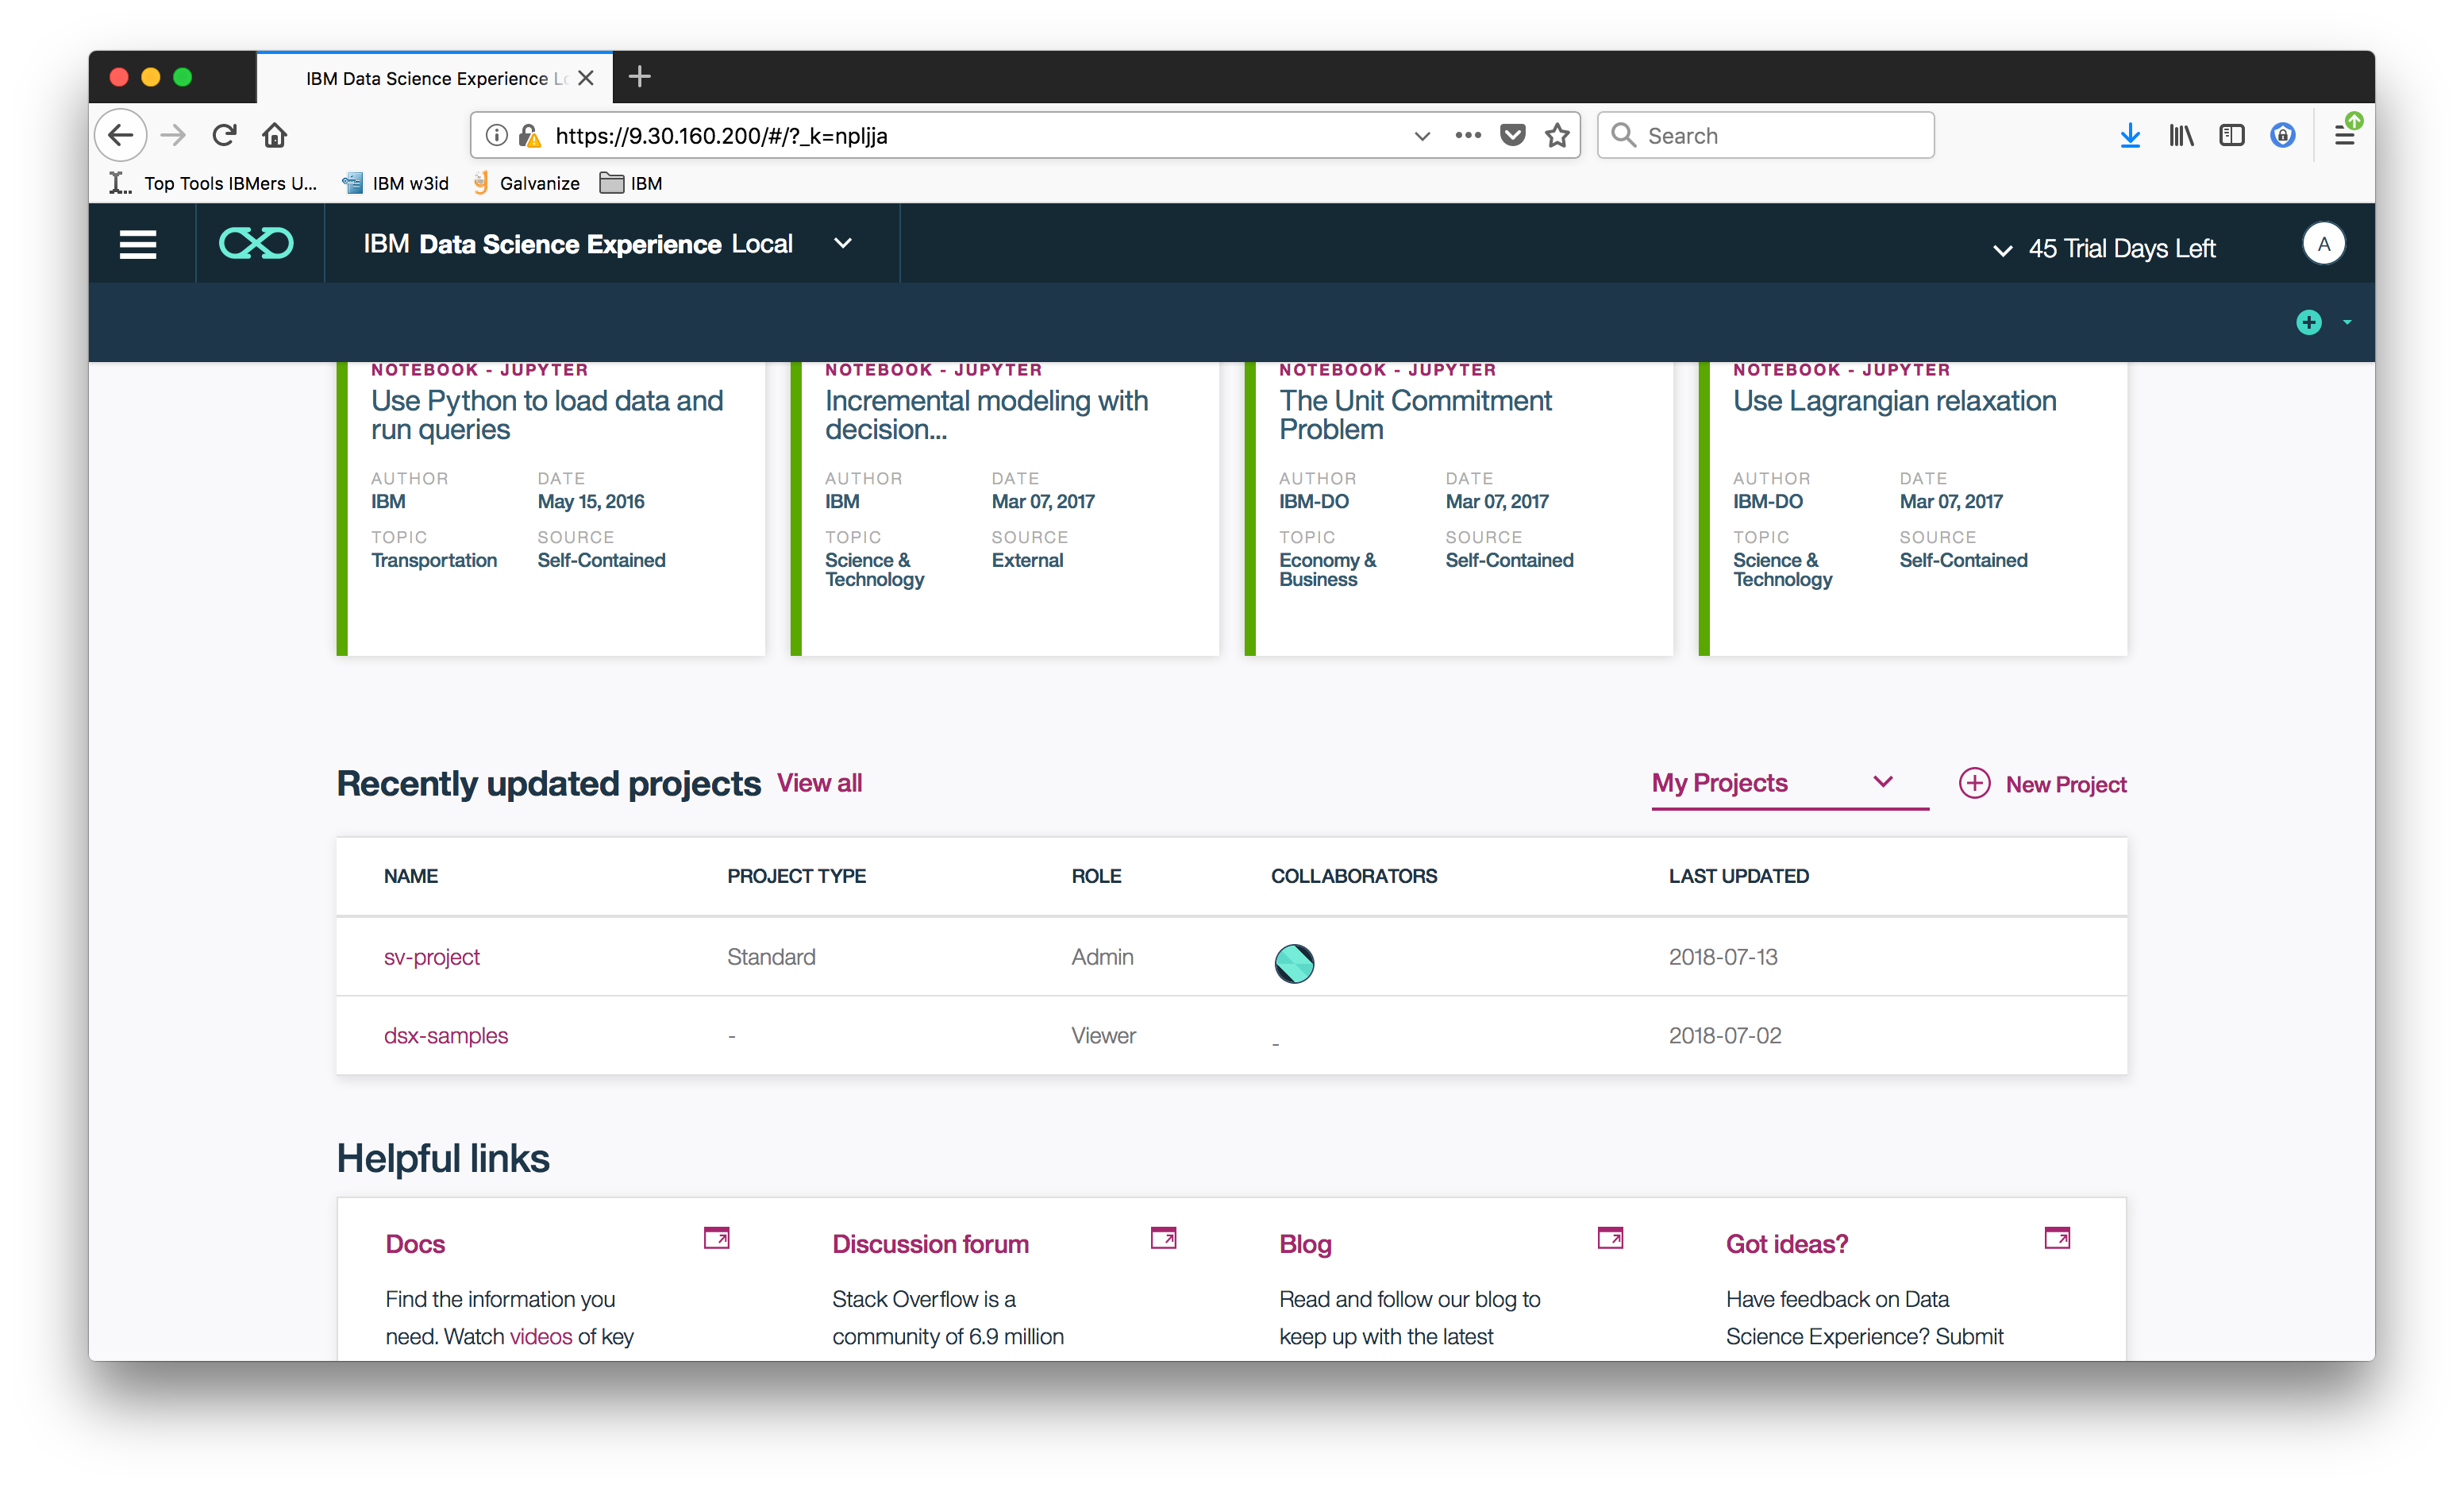 IBM Data Science Experience Lo
https://9.30.160.200/#/?_k=npljja
Search
Top Tools IBMers U...
IBM w3id
Galvanize
IBM
IBM Data Science Experience Local
45 Trial Days Left
A
NOTEBOOK - JUPYTER
Use Python to load data and
run queries
AUTHOR
IBM
DATE
May 15, 2016
TOPIC
Transportation
SOURCE
Self-Contained
NOTEBOOK - JUPYTER
Incremental modeling with
decision...
AUTHOR
IBM
DATE
Mar 07, 2017
TOPIC
Science &
Technology
SOURCE
External
NOTEBOOK - JUPYTER
The Unit Commitment
Problem
AUTHOR
IBM-DO
DATE
Mar 07, 2017
TOPIC
Economy &
Business
SOURCE
Self-Contained
NOTEBOOK - JUPYTER
Use Lagrangian relaxation
AUTHOR
IBM-DO
DATE
Mar 07, 2017
TOPIC
Science &
Technology
SOURCE
Self-Contained
Recently updated projects View all
My Projects
New Project
NAME PROJECT TYPE ROLE COLLABORATORS LAST UPDATED
sv-project Standard Admin 2018-07-13
dsx-samples - Viewer - 2018-07-02
Helpful links
Docs
Find the information you
need. Watch videos of key
Discussion forum
Stack Overflow is a
community of 6.9 million
Blog
Read and follow our blog to
keep up with the latest
Got ideas?
Have feedback on Data
Science Experience? Submit